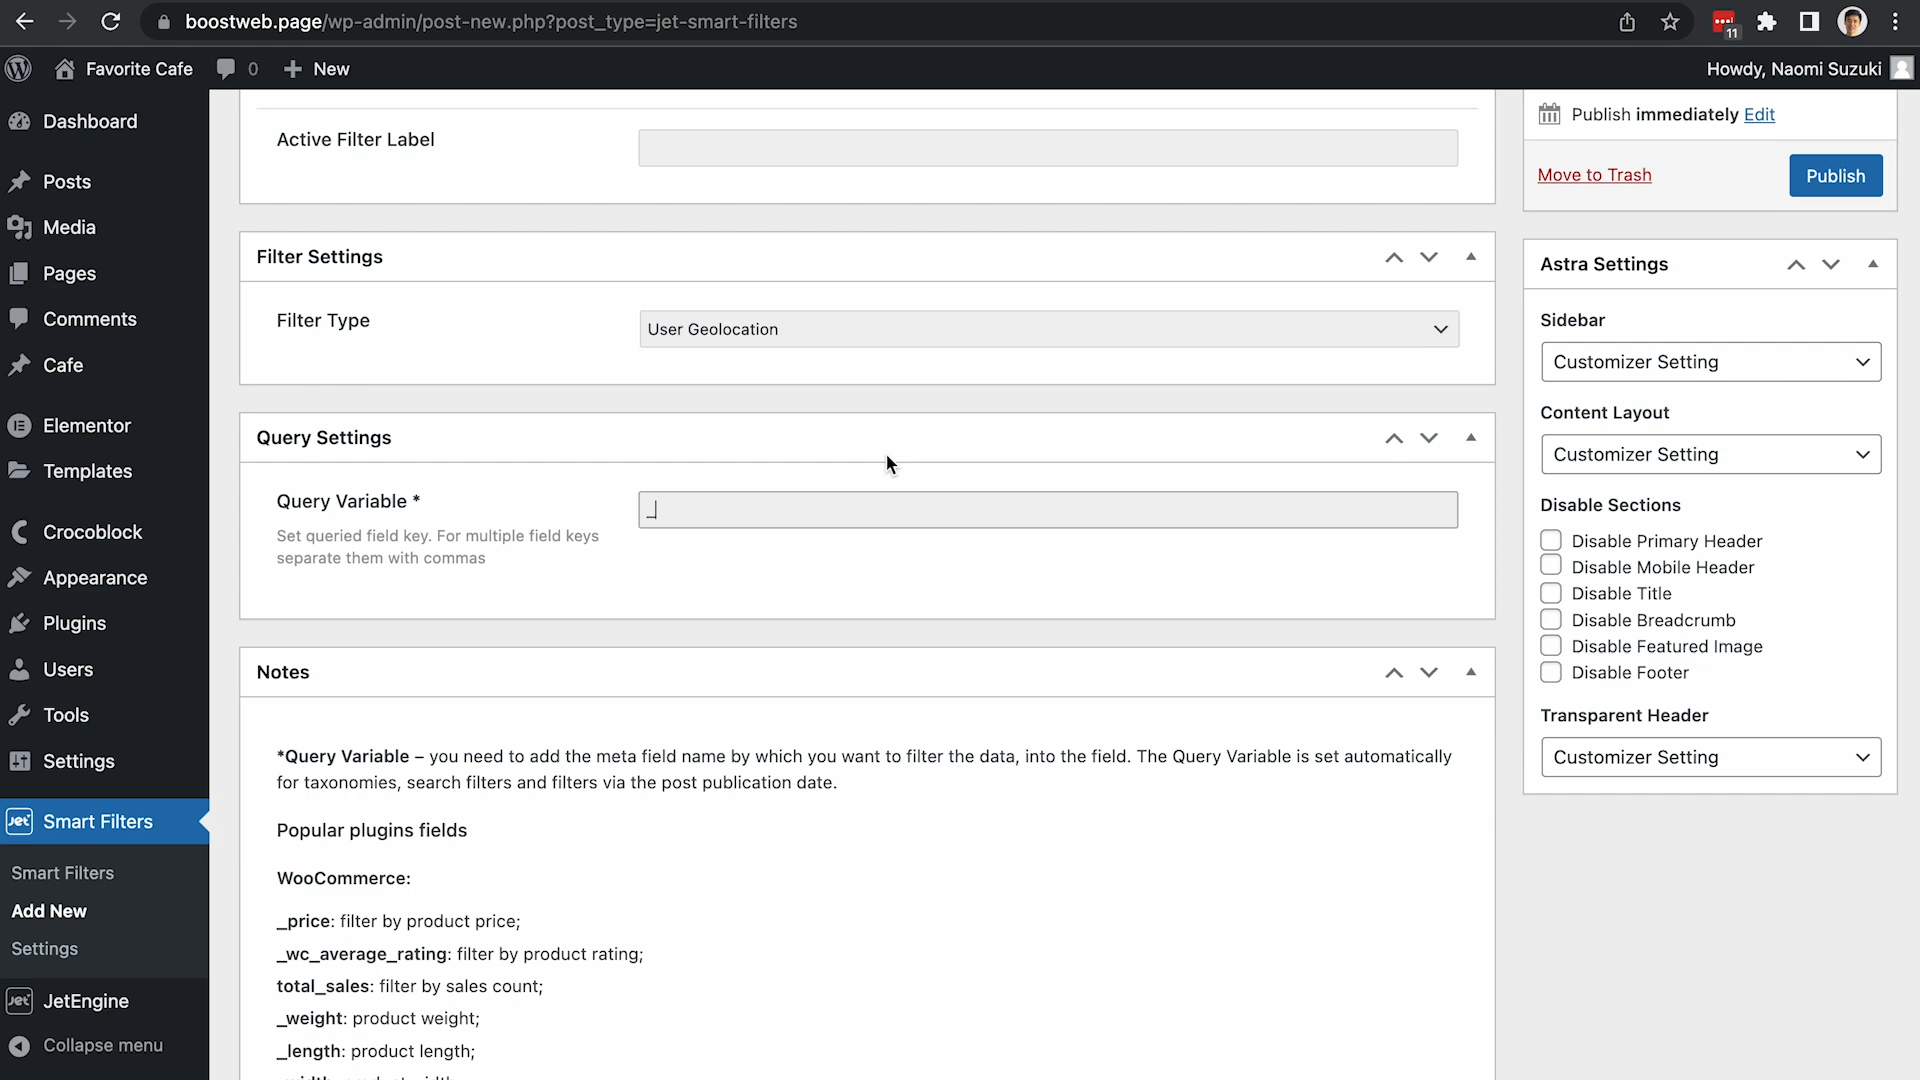 boostweb.page/wp-admin/post-new.php?post_type=jet-smart-filters
11
Favorite Cafe
0
New
Howdy, Naomi Suzuki
Dashboard
Posts
Media
Pages
Comments
Cafe
Elementor
Templates
Crocoblock
Appearance
Plugins
Users
Tools
Settings
Jet
Smart Filters
Smart Filters
Add New
Settings
Jet
JetEngine
Collapse menu
Active Filter Label
Filter Settings
Filter Type
User Geolocation
Query Settings
Query Variable *
Set queried field key. For multiple field keys
separate them with commas
_
Notes
*Query Variable – you need to add the meta field name by which you want to filter the data, into the field. The Query Variable is set automatically
for taxonomies, search filters and filters via the post publication date.
Popular plugins fields
WooCommerce:
_price: filter by product price;
_wc_average_rating: filter by product rating;
total_sales: filter by sales count;
_weight: product weight;
_length: product length;
Publish immediately Edit
Move to Trash
Publish
Astra Settings
Sidebar
Customizer Setting
Content Layout
Customizer Setting
Disable Sections
Disable Primary Header
Disable Mobile Header
Disable Title
Disable Breadcrumb
Disable Featured Image
Disable Footer
Transparent Header
Customizer Setting